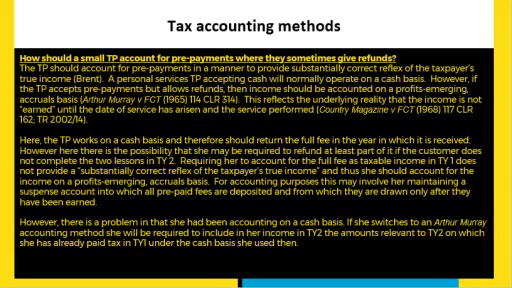 Tax accounting methods
How should a small TP account for pre-payments where they sometimes give refunds?
The TP should account for pre-payments in a manner to provide substantially correct reflex of the taxpayer's
true income (Brent). A personal services TP accepting cash will normally operate on a cash basis. However, if
the TP accepts pre-payments but allows refunds, then income should be accounted on a profits-emerging,
accruals basis (Arthur Murray v FCT (1965) 114 CLR 314). This reflects the underlying reality that the income is not
"earned" until the date of service has arisen and the service performed (Country Magazine v FCT (1968) 117 CLR
162; TR 2002/14).
Here, the TP works on a cash basis and therefore should return the full fee in the year in which it is received.
However here there is the possibility that she may be required to refund at least part of it if the customer does
not complete the two lessons in TY 2. Requiring her to account for the full fee as taxable income in TY 1 does
not provide a "substantially correct reflex of the taxpayer's true income" and thus she should account for the
income on a profits-emerging, accruals basis. For accounting purposes this may involve her maintaining a
suspense account into which all pre-paid fees are deposited and from which they are drawn only after they
have been earned.
However, there is a problem in that she had been accounting on a cash basis. If she switches to an Arthur Murray
accounting method she will be required to include in her income in TY2 the amounts relevant to TY2 on which
she has already paid tax in TY1 under the cash basis she used then.